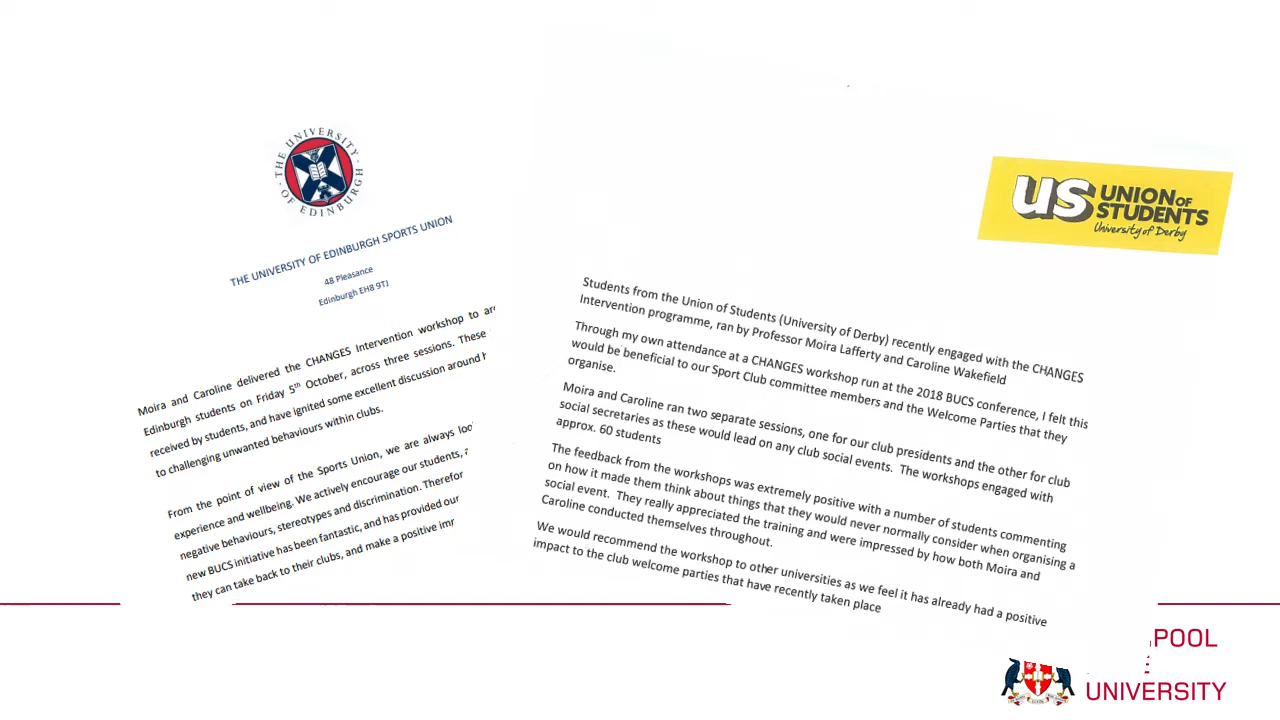 THE UNIVERSITY OF EDINBURGH
THE UNIVERSITY OF EDINBURGH SPORTS UNION
48 Pleasance
Edinburgh EH8 9TJ
Moira and Caroline delivered the CHANGES Intervention workshop to
Edinburgh students on Friday 5th October, across three sessions. These
received by students, and have ignited some excellent discussion around
to challenging unwanted behaviours within clubs.
From the point of view of the Sports Union, we are always
experience and wellbeing. We actively encourage our students,
negative behaviours, stereotypes and discrimination.
new BUCS initiative has been fantastic, and has provided our
they can take back to their clubs, and make a positive
US UNION OF
STUDENTS
University of Derby
Students from the Union of Students (University of Derby) recently engaged with the CHANGES
Intervention programme, ran by Professor Moira Lafferty and Caroline Wakefield
Through my own attendance at a CHANGES workshop run at the 2018 BUCS conference, I felt this
would be beneficial to our Sport Club committee members and the Welcome Parties that they
organise.
Moira and Caroline ran two separate sessions, one for our club presidents and the other for club
social secretaries as these would lead on any club social events.  The workshops engaged with
approx. 60 students
The feedback from the workshops was extremely positive with a number of students commenting
on how it made them think about things that they would never normally consider when organising a
social event.  They really appreciated the training and were impressed by how both Moira and
Caroline conducted themselves throughout.
We would recommend the workshop to other universities as we feel it has already had a positive
impact to the club welcome parties that have recently taken place
POOL
UNIVERSITY